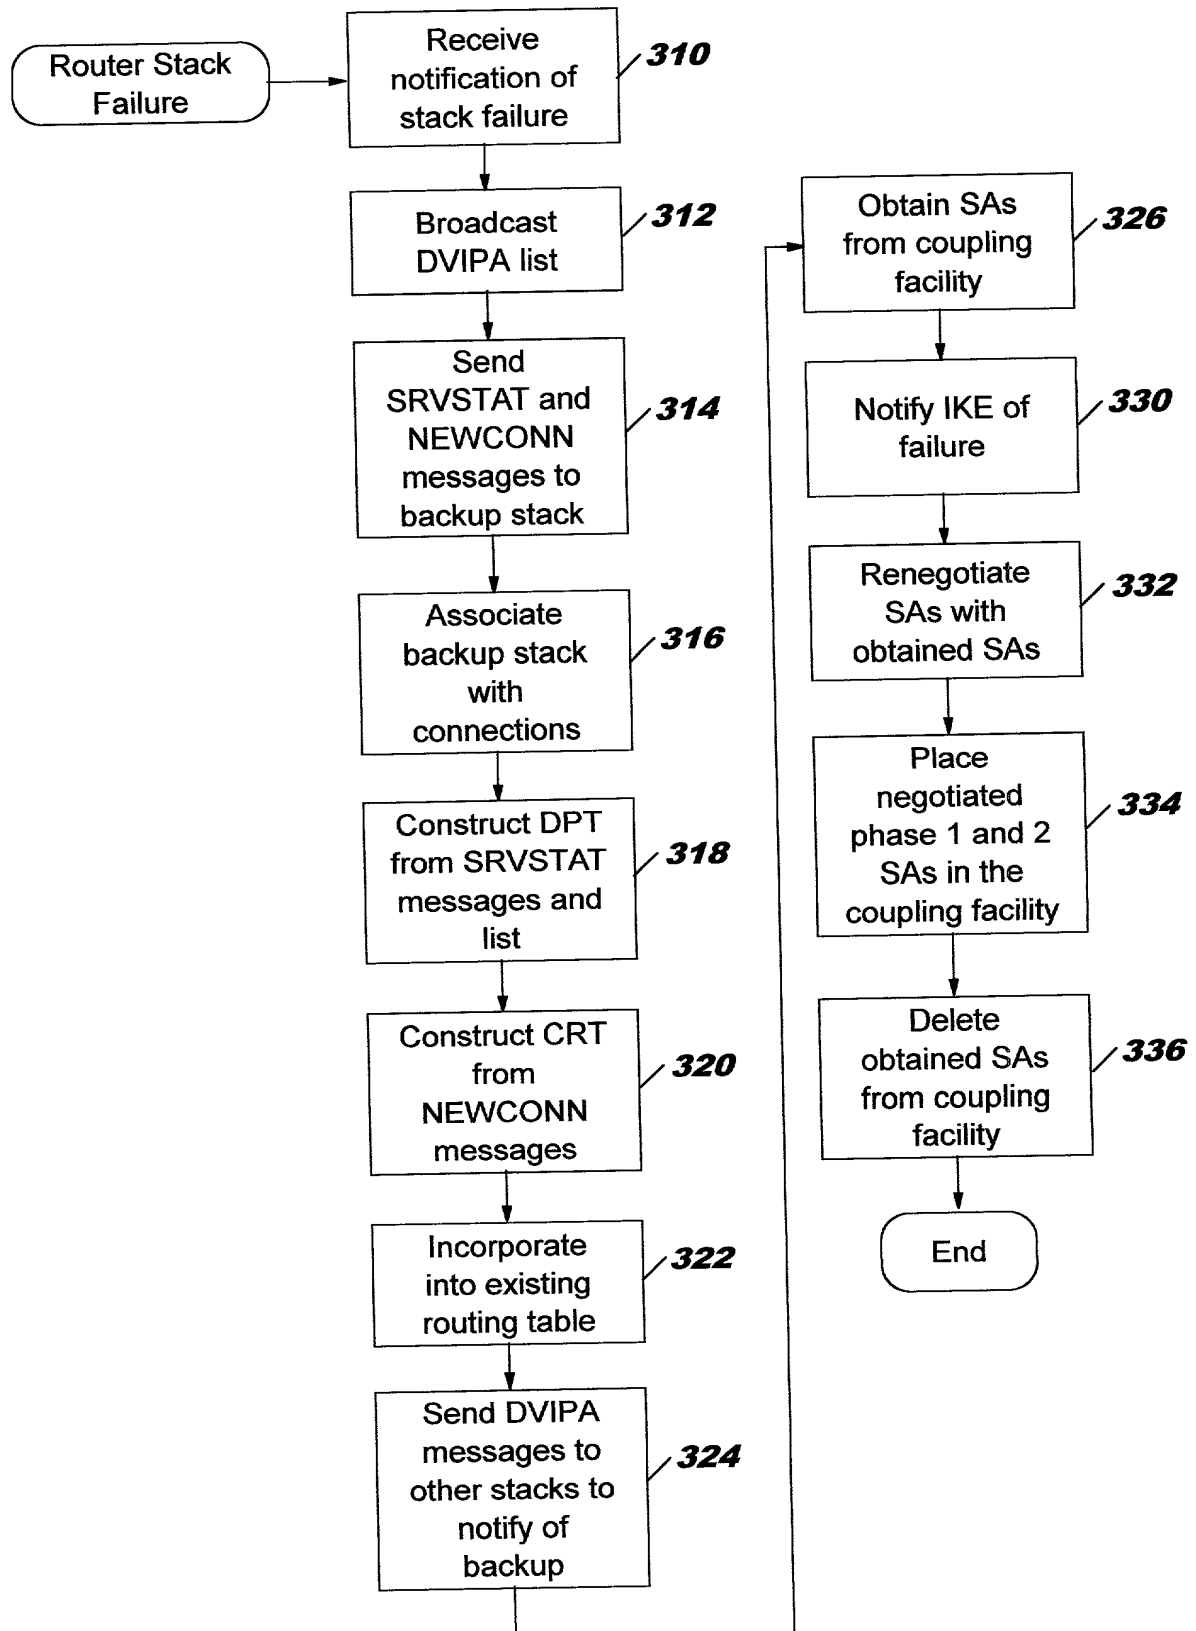 Router Stack
Failure
Receive
notification of
stack failure
310
Broadcast
DVIPA list
312
Send
SRVSTAT and
NEWCONN
messages to
backup stack
314
Associate
backup stack
with
connections
316
Construct DPT
from SRVSTAT
messages and
list
318
Construct CRT
from
NEWCONN
messages
320
Incorporate
into existing
routing table
322
Send DVIPA
messages to
other stacks to
notify of
backup
324
Obtain SAs
from coupling
facility
326
Notify IKE of
failure
330
Renegotiate
SAs with
obtained SAs
332
Place
negotiated
phase 1 and 2
SAs in the
coupling facility
334
Delete
obtained SAs
from coupling
facility
336
End